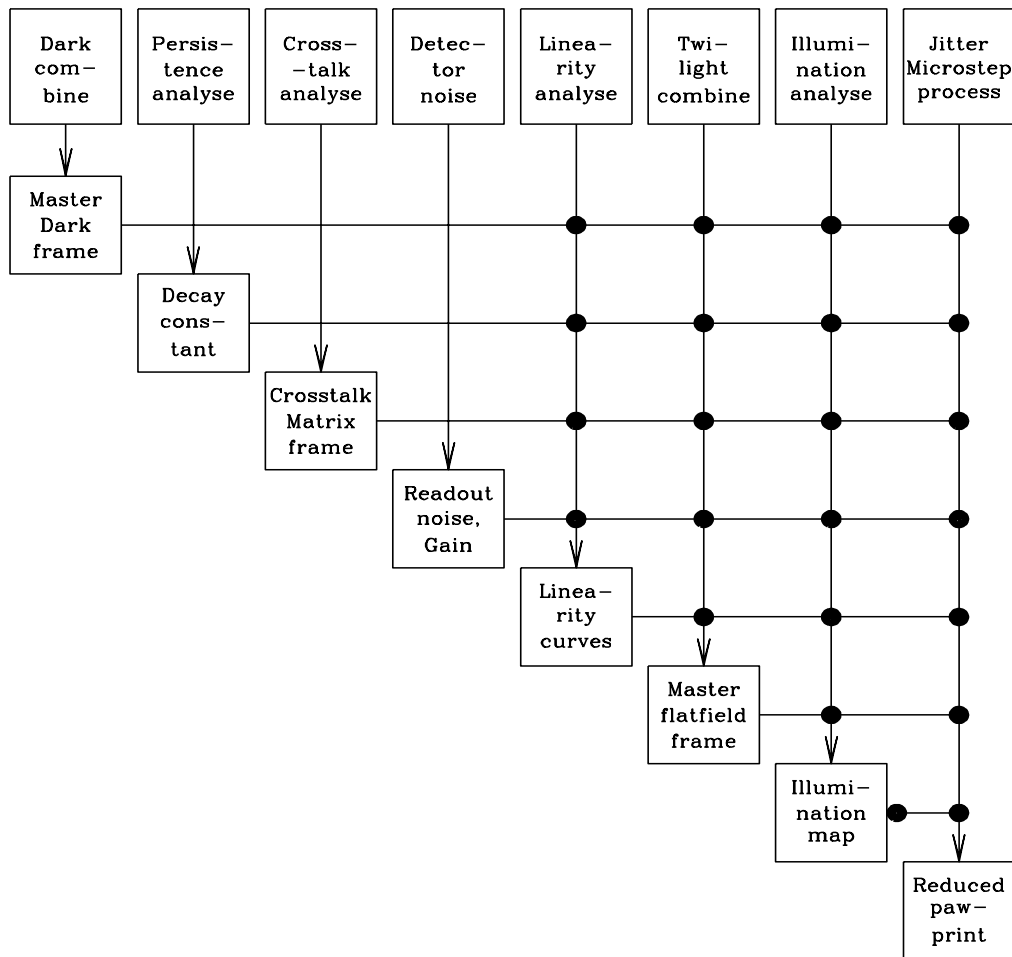 Dark
com−
bine
Persis−
tence
analyse
Cross−
−talk
analyse
Detec−
tor
noise
Linea−
rity
analyse
Twi−
light
combine
Illumi−
nation
analyse
Jitter
Microstep
process
Master
Dark
frame
Decay
cons−
tant
Crosstalk
Matrix
frame
Readout
noise,
Gain
Linea−
rity
curves
Master
flatfield
frame
Illumi−
nation
map
Reduced
paw−
print